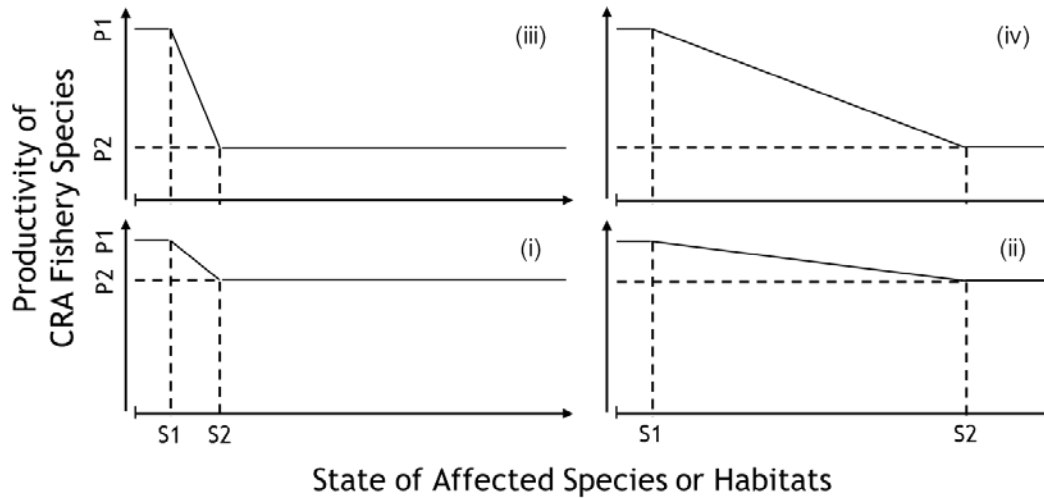 P1
(iii)
(iv)
P2
Productivity of
CRA Fishery Species
P1
(i)
(ii)
P2
S1 S2 S1 S2
State of Affected Species or Habitats